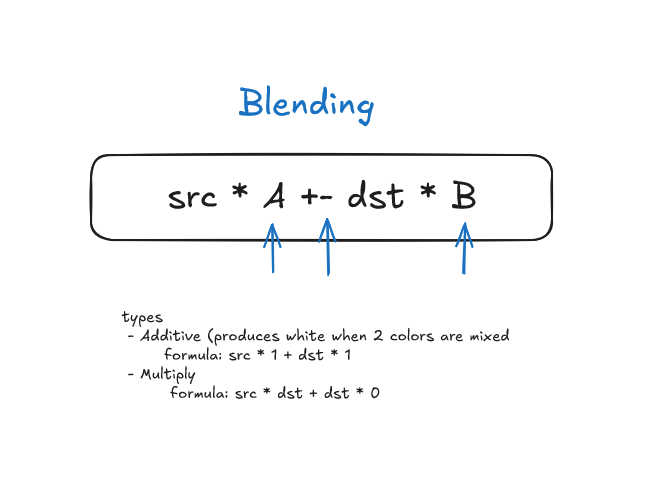 Blending
src * A +- dst * B
types
- Additive (produces white when 2 colors are mixed
formula: src * 1 + dst * 1
- Multiply
formula: src * dst + dst * 0